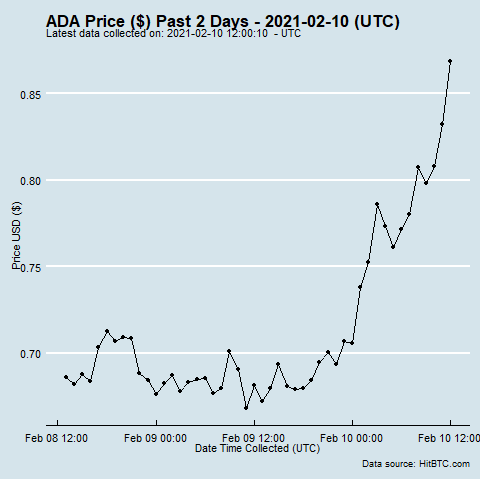 ADA Price ($) Past 2 Days - 2021-02-10 (UTC)
Latest data collected on: 2021-02-10 12:00:10 - UTC
0.85
0.80
0.75
0.70
Price USD ($)
Feb 08 12:00 Feb 09 00:00 Feb 09 12:00 Feb 10 00:00 Feb 10 12:00
Date Time Collected (UTC)
Data source: HitBTC.com